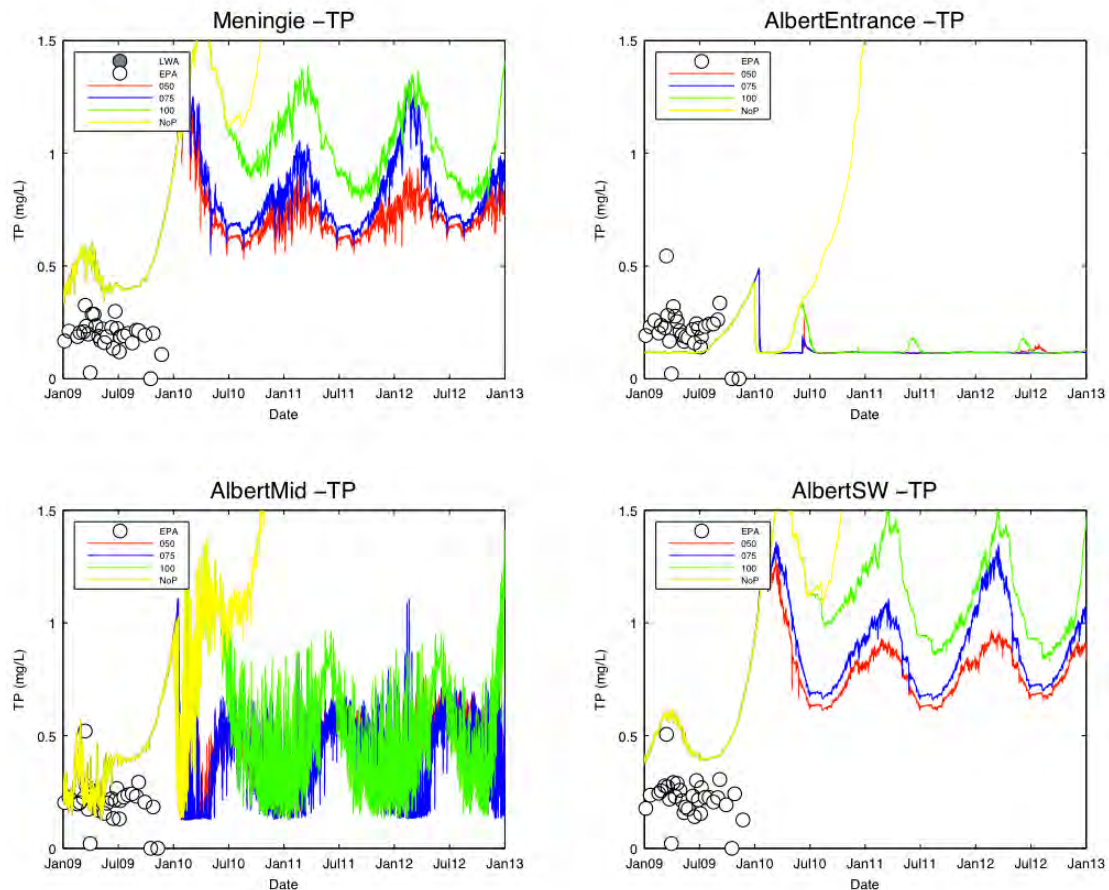 Meningie −TP
1.5
1
0.5
0
TP (mg/L)
LWA
EPA
050
075
100
NoP
Jan09 Jul09 Jan10 Jul10 Jan11 Jul11 Jan12 Jul12 Jan13
Date
AlbertEntrance −TP
1.5
1
0.5
0
TP (mg/L)
EPA
050
075
100
NoP
Jan09 Jul09 Jan10 Jul10 Jan11 Jul11 Jan12 Jul12 Jan13
Date
AlbertMid −TP
1.5
1
0.5
0
TP (mg/L)
EPA
050
075
100
NoP
Jan09 Jul09 Jan10 Jul10 Jan11 Jul11 Jan12 Jul12 Jan13
Date
AlbertSW −TP
1.5
1
0.5
0
TP (mg/L)
EPA
050
075
100
NoP
Jan09 Jul09 Jan10 Jul10 Jan11 Jul11 Jan12 Jul12 Jan13
Date